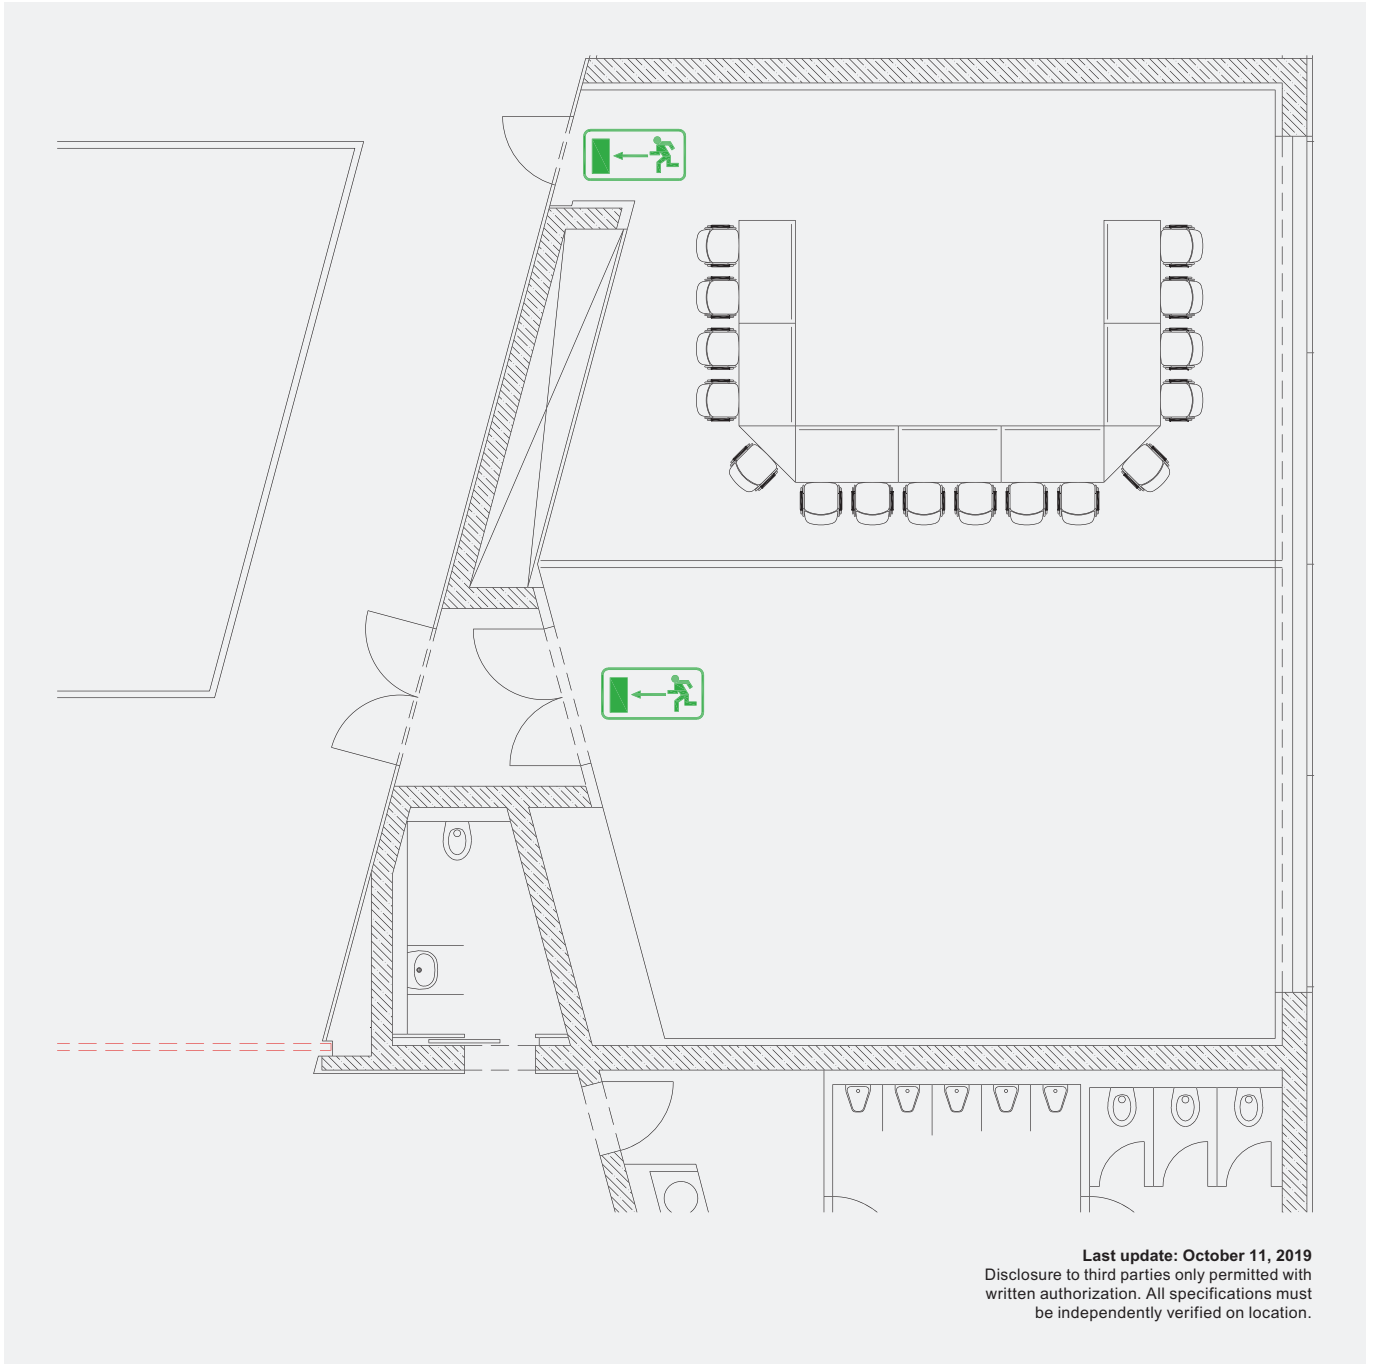 Last update: October 11, 2019
Disclosure to third parties only permitted with
written authorization. All specifications must
be independently verified on location.